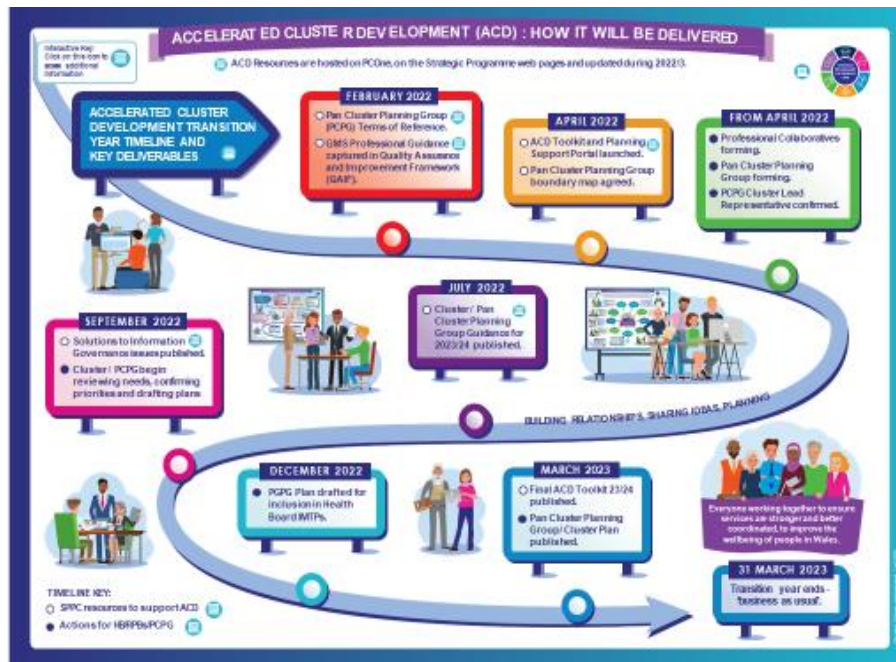 ACCELERATED CLUSTER DEVELOPMENT (ACD) : HOW IT WILL BE DELIVERED
Interactive Key:
Click on this icon to
additional
information
ACD Resources are hosted on PCOne, on the Strategic Programme web pages and updated during 2022/3.
ACCELERATED CLUSTER
DEVELOPMENT TRANSITION
YEAR TIMELINE AND
KEY DELIVERABLES
FEBRUARY 2022
Pan Cluster Planning Group
(PCPG) Terms of Reference.
GMS Professional Guidance
captured in Quality Assurance
and Improvement Framework
(QAIF).
APRIL 2022
ACD Toolkit and Planning
Support Portal launched.
Pan Cluster Planning Group
boundary map agreed.
FROM APRIL 2022
Professional Collaboratives
forming.
Pan Cluster Planning
Group forming.
PCPG Cluster Lead
Representative confirmed.
JULY 2022
Cluster/ Pan
Cluster Planning
Group Guidance for
2023/24 published.
SEPTEMBER 2022
Solutions to Information
Governance issues published.
Cluster/ PCPG begin
reviewing needs, confirming
priorities and drafting plans
BUILDING RELATIONSHIPS, SHARING IDEAS, PLANNING
DECEMBER 2022
PGPG Plan drafted for
inclusion in Health
Board IMTPs.
MARCH 2023
Final ACD Toolkit 23/24
published.
Pan Cluster Planning
Group/ Cluster Plan
published.
Everyone working together to ensure
services are stronger and better
coordinated, to improve the
wellbeing of people in Wales.
31 MARCH 2023
Transition year ends -
'business as usual'.
TIMELINE KEY:
SPPC resources to support ACD
Actions for HB/RPBs/PCPG